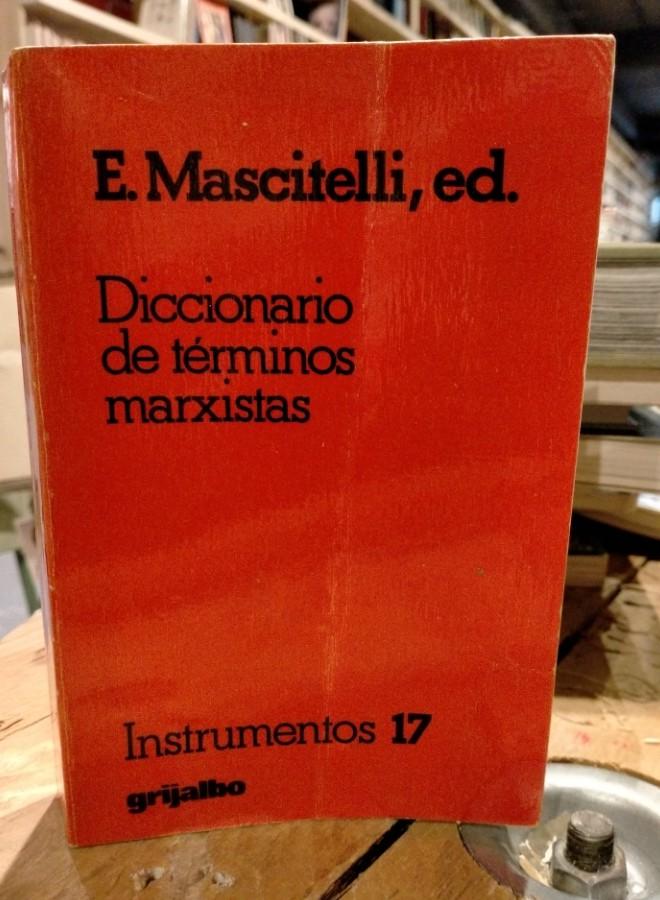 E. Mascitelli, ed.
Diccionario
de términos
marxistas
Instrumentos 17
grijalbo